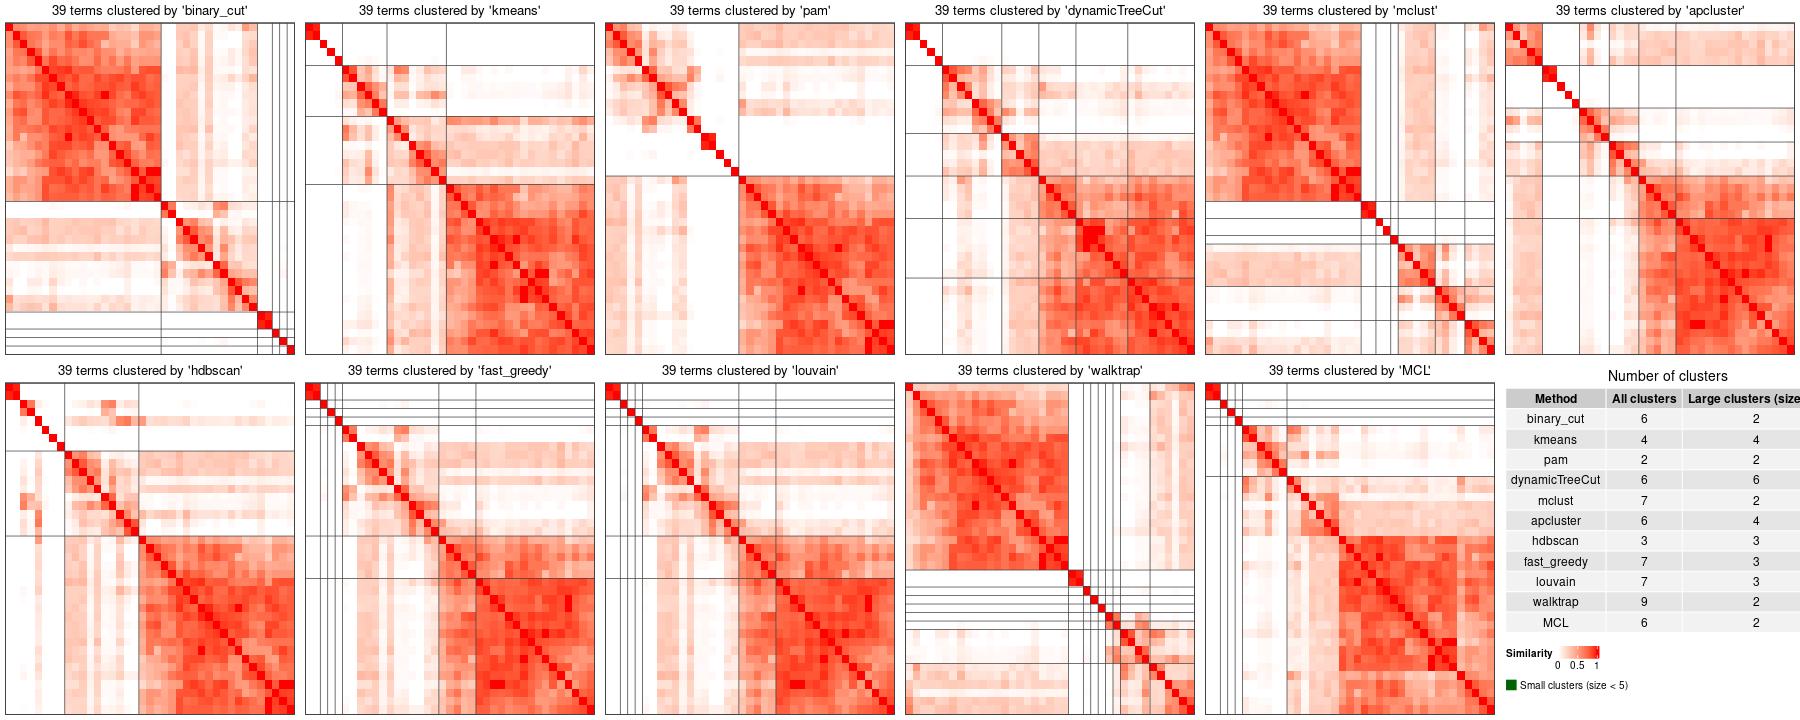 39 terms clustered by 'binary_cut'
39 terms clustered by 'kmeans'
39 terms clustered by 'pam'
39 terms clustered by 'dynamicTreeCut'
39 terms clustered by 'mclust'
39 terms clustered by 'apcluster'
39 terms clustered by 'hdbscan'
39 terms clustered by 'fast_greedy'
39 terms clustered by 'louvain'
39 terms clustered by 'walktrap'
39 terms clustered by 'MCL'
Number of clusters
Method All clusters Large clusters (size
binary_cut 6 2
kmeans 4 4
pam 2 2
dynamicTreeCut 6 6
mclust 7 2
apcluster 6 4
hdbscan 3 3
fast_greedy 7 3
louvain 7 3
walktrap 9 2
MCL 6 2
Similarity
0 0.5 1
Small clusters (size < 5)